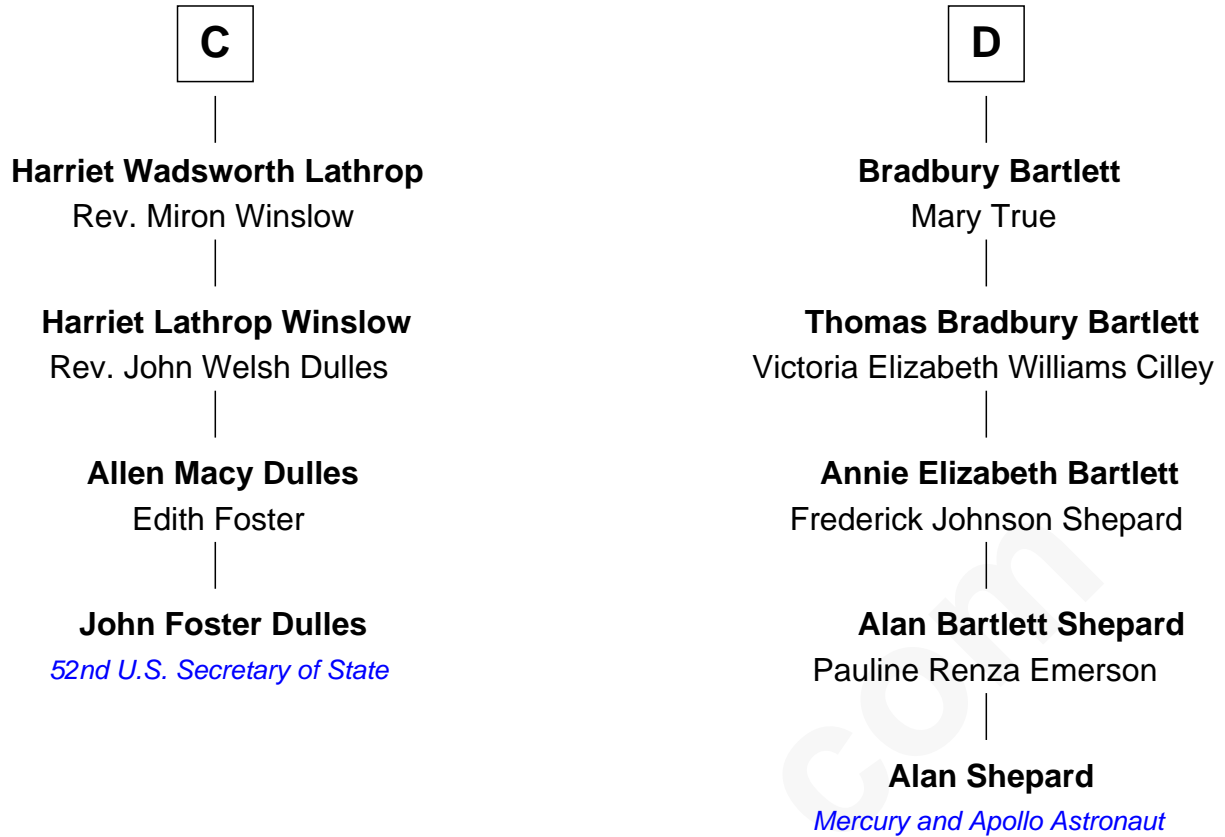 C
Harriet Wadsworth Lathrop
Rev. Miron Winslow
Harriet Lathrop Winslow
Rev. John Welsh Dulles
Allen Macy Dulles
Edith Foster
John Foster Dulles
52nd U.S. Secretary of State
D
Bradbury Bartlett
Mary True
Thomas Bradbury Bartlett
Victoria Elizabeth Williams Cilley
Annie Elizabeth Bartlett
Frederick Johnson Shepard
Alan Bartlett Shepard
Pauline Renza Emerson
Alan Shepard
Mercury and Apollo Astronaut
com